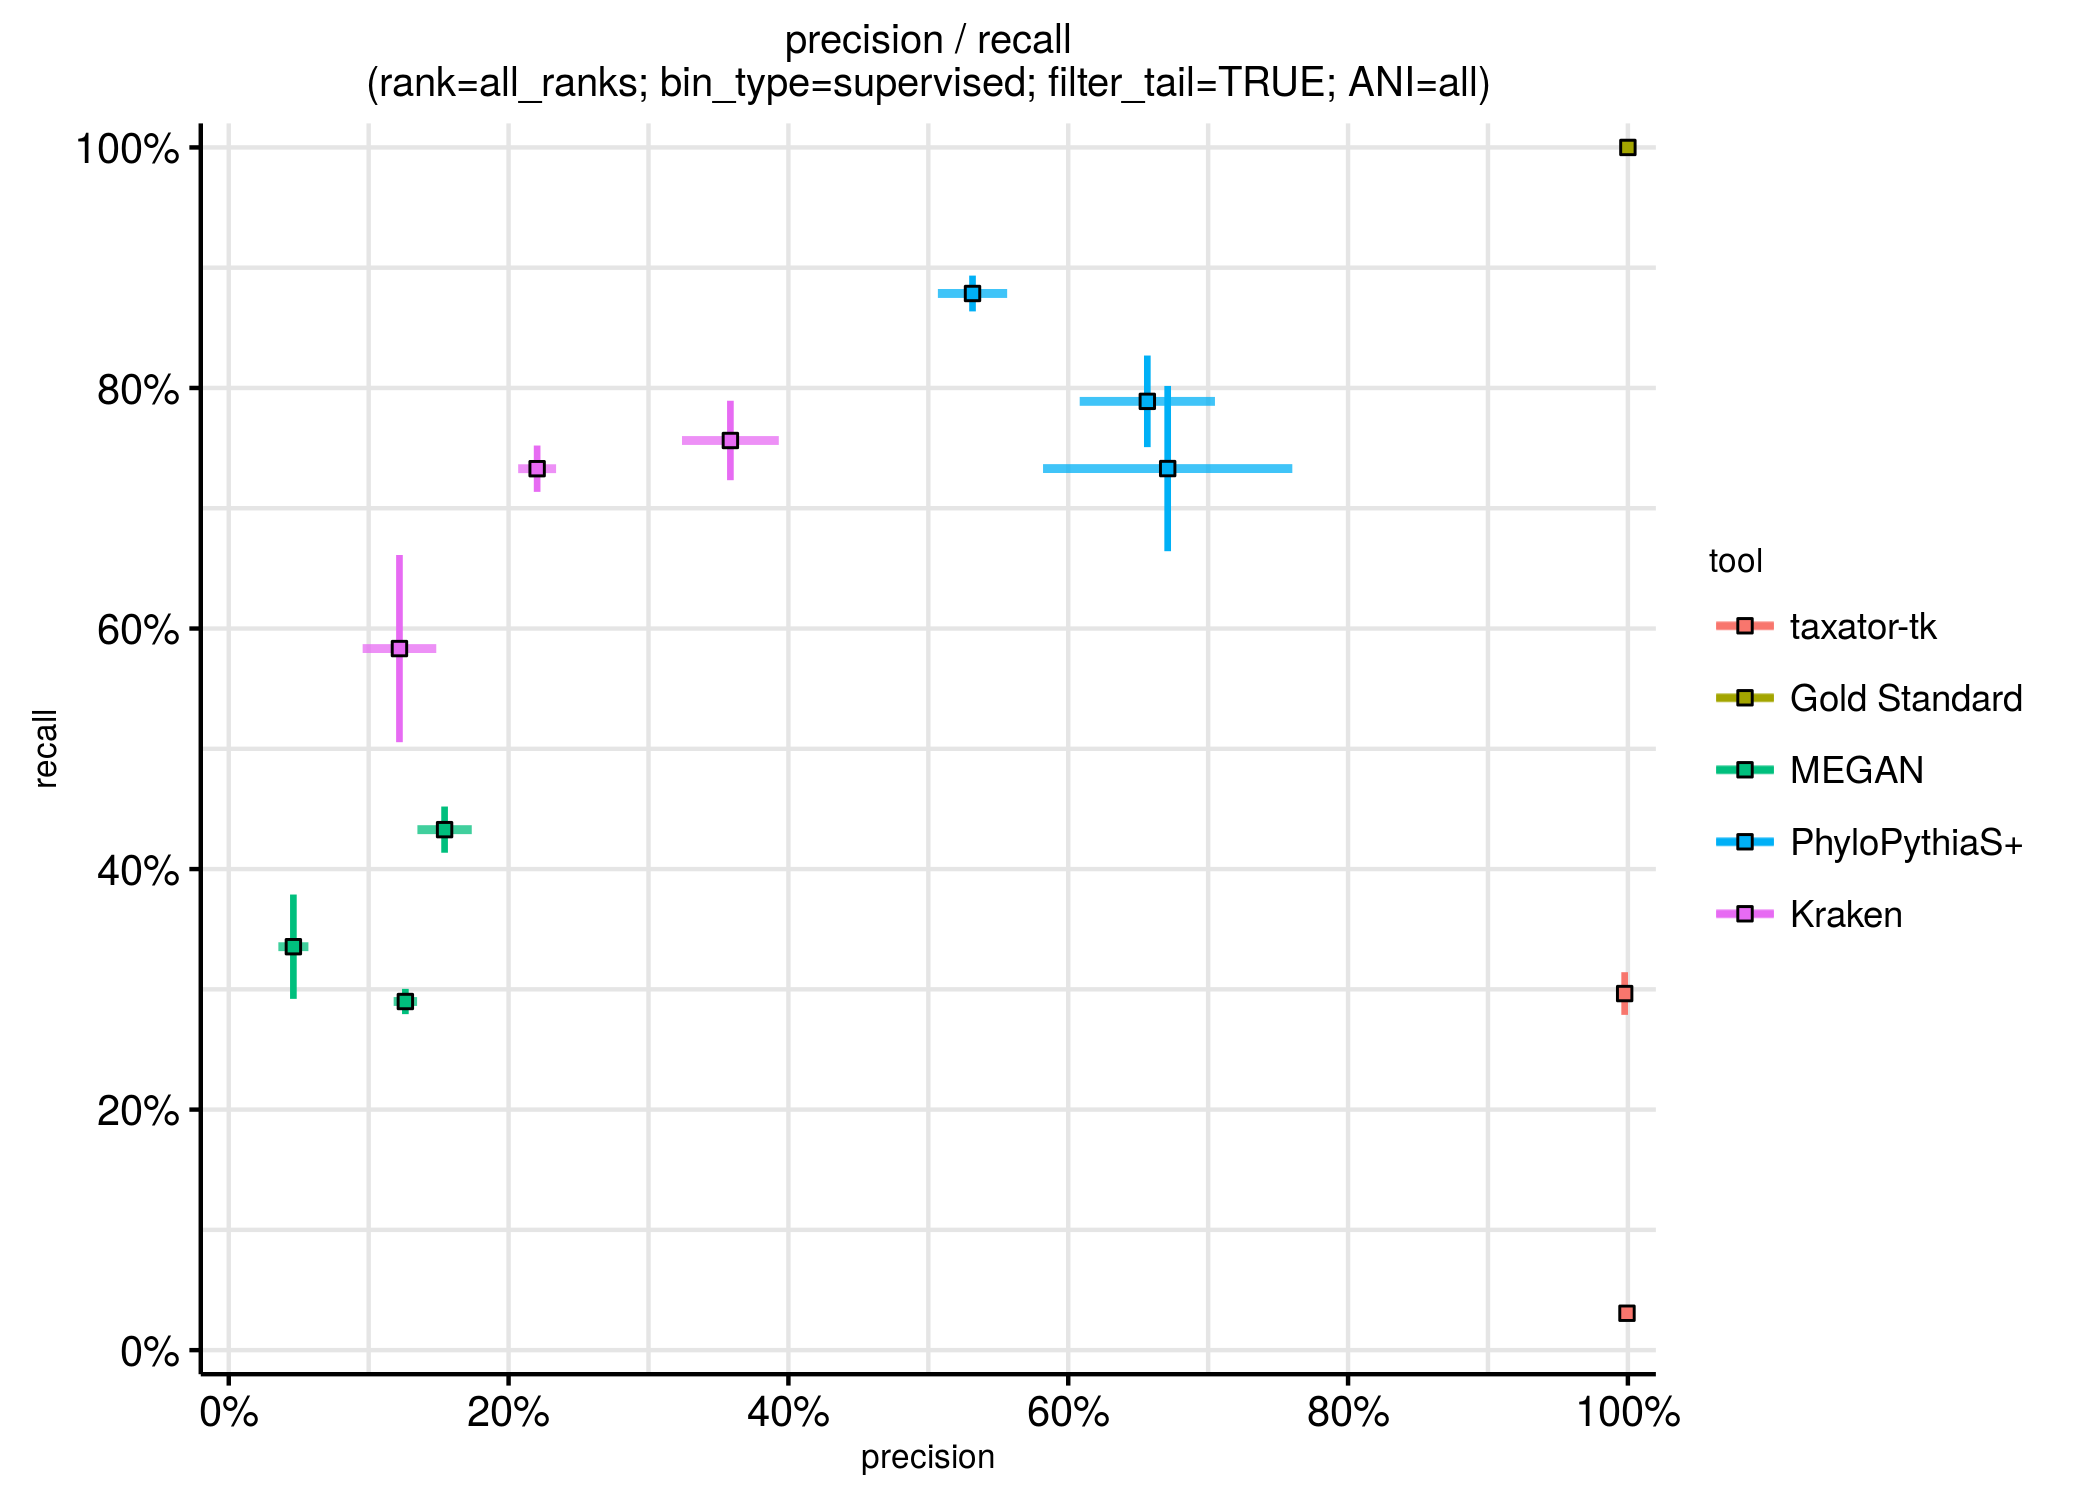 precision / recall
(rank=all_ranks; bin_type=supervised; filter_tail=TRUE; ANI=all)
100%
80%
60%
40%
20%
0%
recall
0%
20%
40%
60%
80%
100%
precision
tool
taxator-tk
Gold Standard
MEGAN
PhyloPythiaS+
Kraken